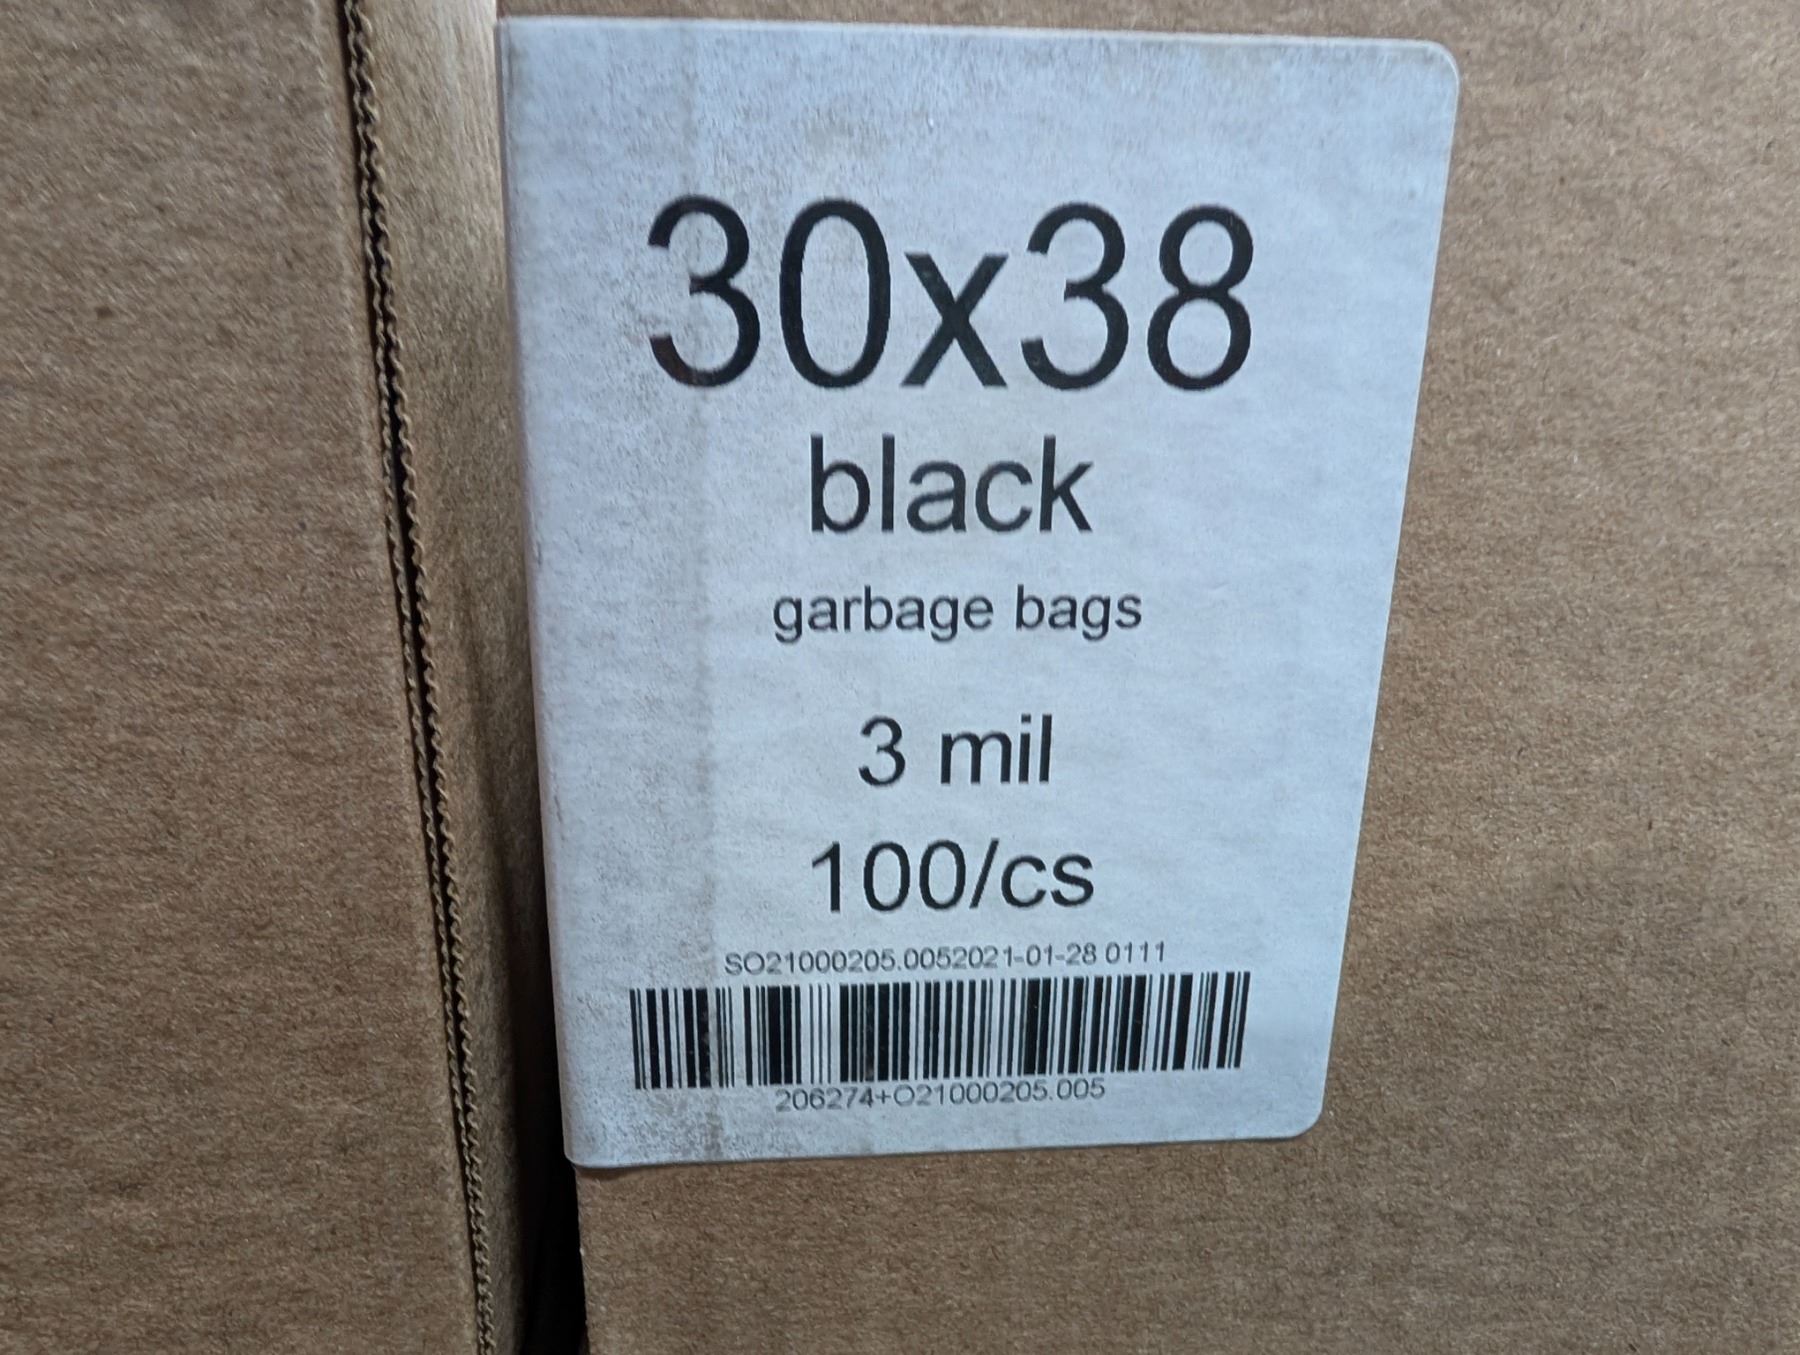 30x38
black
garbage bags
3 mil
100/cs
SO21000205.0052021-01-28 0111
206274+O21000205.005